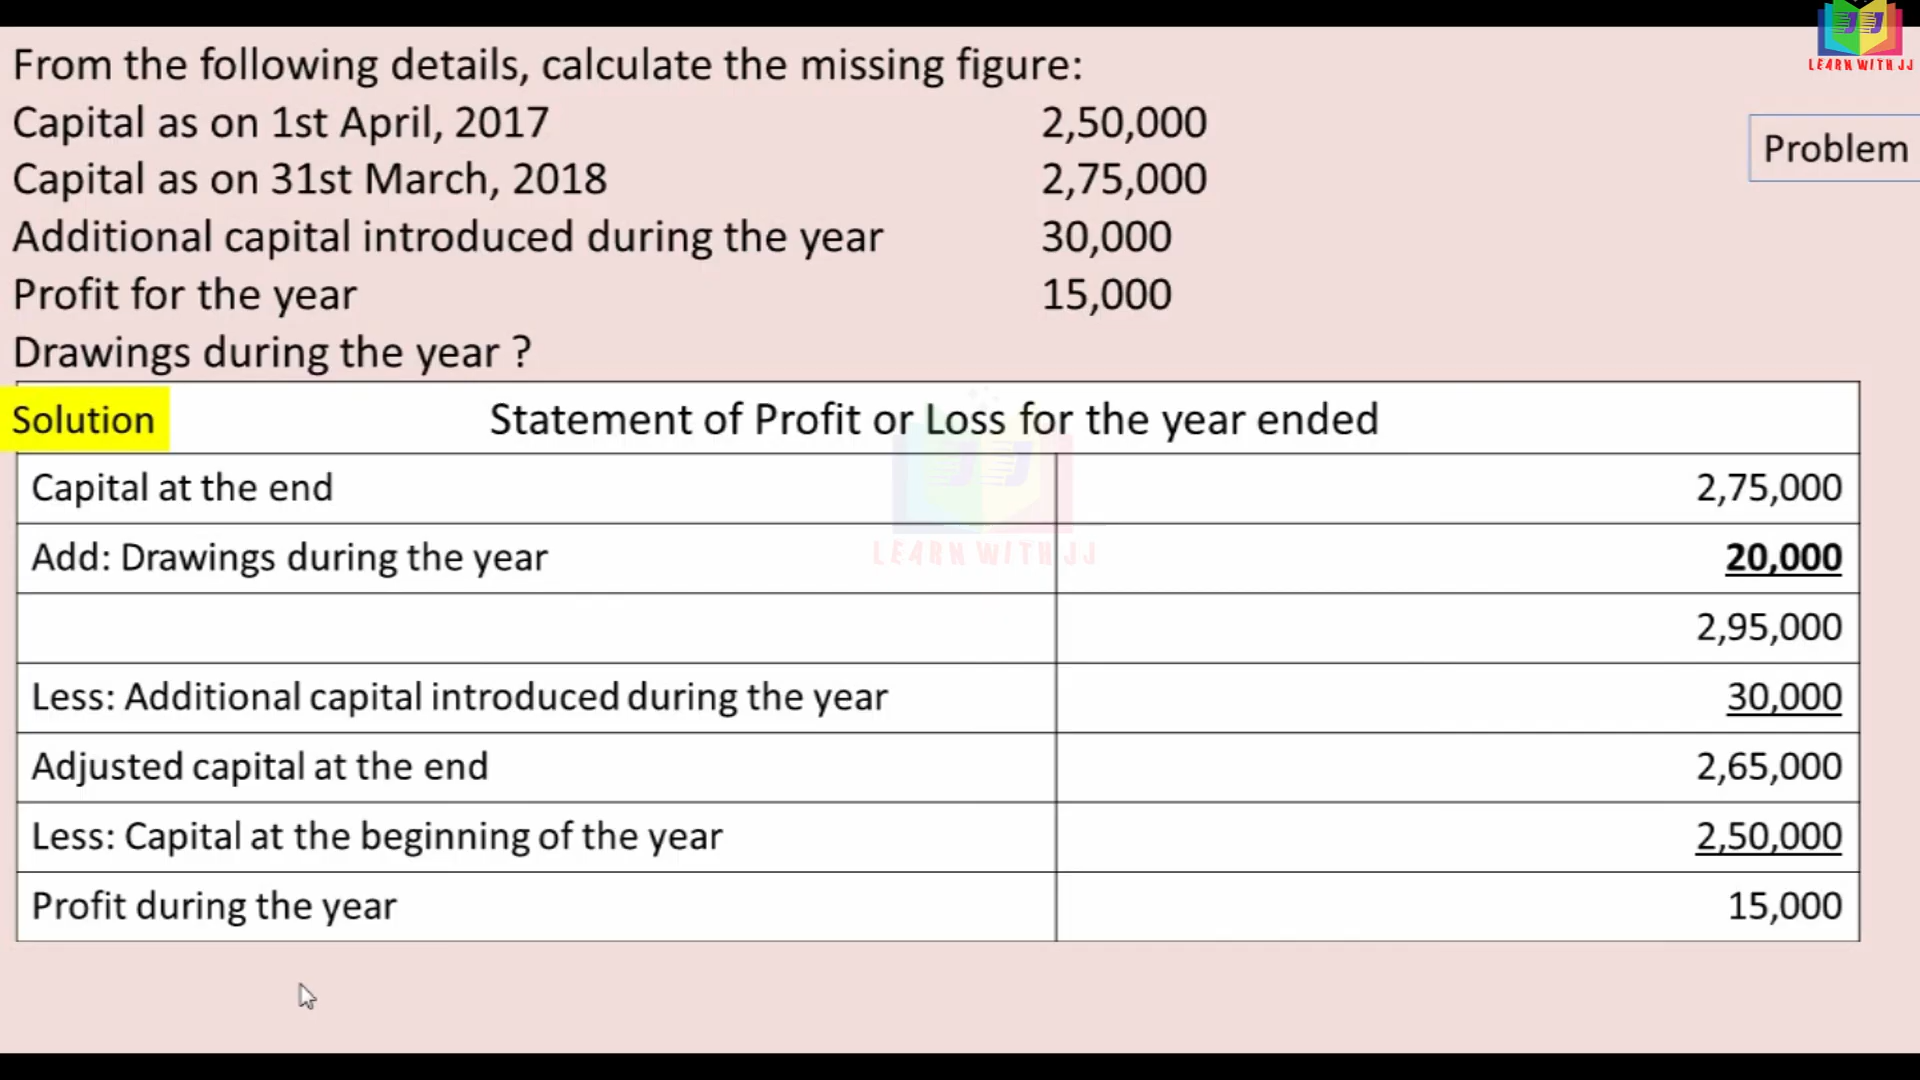 LEARN WITH JJ
From the following details, calculate the missing figure:
Capital as on 1st April, 2017 2,50,000
Problem
Capital as on 31st March, 2018 2,75,000
Additional capital introduced during the year 30,000
Profit for the year 15,000
Drawings during the year ?
Solution Statement of Profit or Loss for the year ended
Capital at the end 2,75,000
LEARN WITH JJ
Add: Drawings during the year 20,000
2,95,000
Less: Additional capital introduced during the year 30,000
Adjusted capital at the end 2,65,000
Less: Capital at the beginning of the year 2,50,000
Profit during the year 15,000